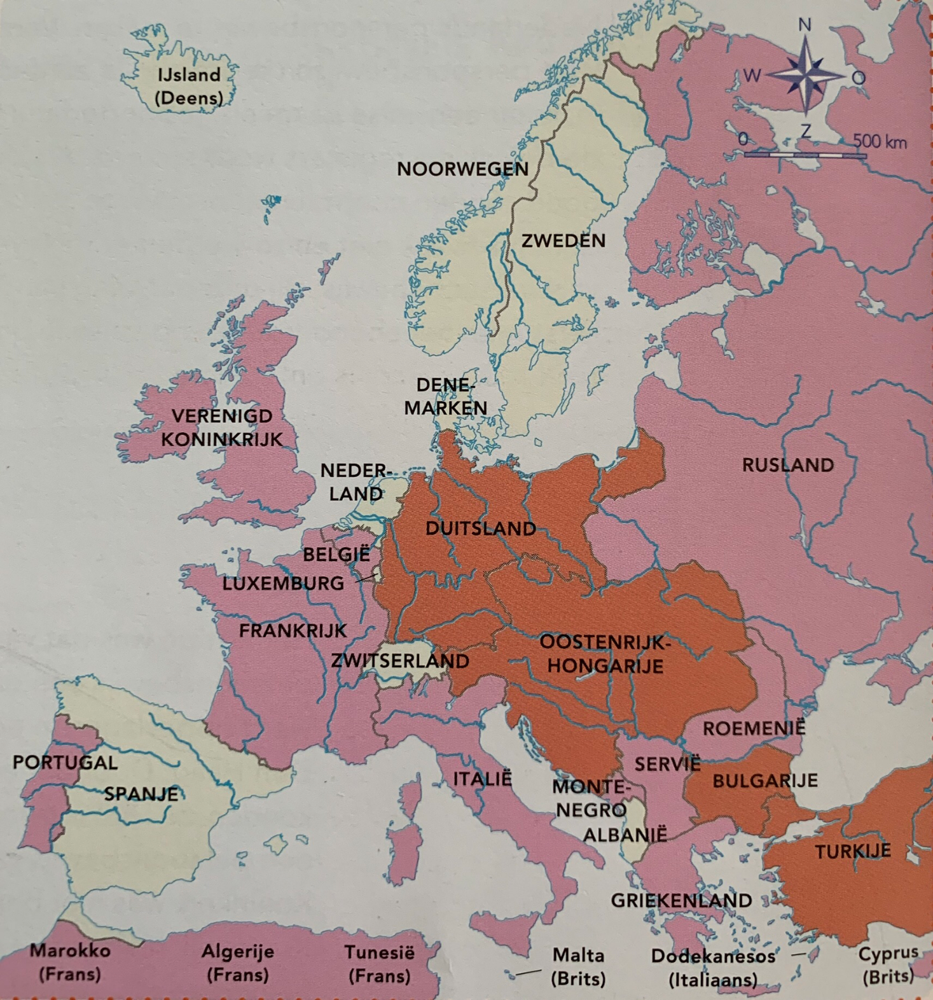 N
IJsland
(Deens)
W
O
Z
0
500 km
NOORWEGEN
ZWEDEN
DENE-
MARKEN
VERENIGD
KONINKRIJK
NEDER-
LAND
RUSLAND
DUITSLAND
BELGIË
LUXEMBURG
FRANKRIJK
ZWITSERLAND
OOSTENRIJK-
HONGARIJE
ROEMENIË
PORTUGAL
SPANJE
ITALIË
SERVIË
MONTE-
NEGRO
BULGARIJE
ALBANIË
TURKIJE
GRIEKENLAND
Marokko
(Frans)
Algerije
(Frans)
Tunesië
(Frans)
Malta
(Brits)
Dodekanesos
(Italiaans)
Cyprus
(Brits)